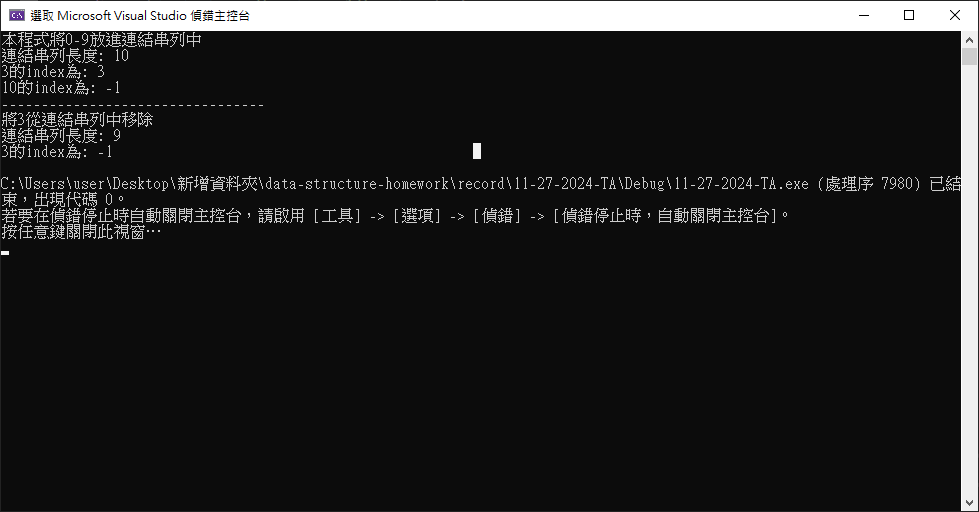 選取 Microsoft Visual Studio 偵錯主控台
本程式將0-9放進連結串列中
連結串列長度: 10
3的index為: 3
10的index為: -1
---------------------------------
將3從連結串列中移除
連結串列長度: 9
3的index為: -1
C:\Users\user\Desktop\新增資料夾\data-structure-homework\record\11-27-2024-TA\Debug\11-27-2024-TA.exe (處理序 7980) 已結
束，出現代碼 0。
若要在偵錯停止時自動關閉主控台，請啟用 [工具] -> [選項] -> [偵錯] -> [偵錯停止時，自動關閉主控台]。
按任意鍵關閉此視窗…